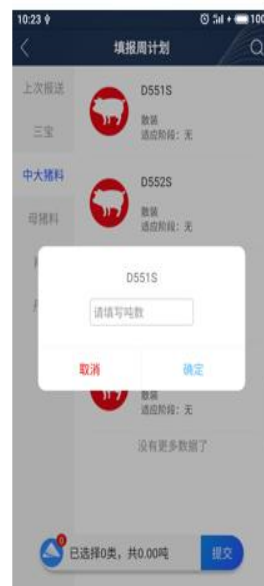 10:23
100
填报周计划
上次报送
D551S
散装
适应阶段：无
三宝
中大猪料
D552S
散装
适应阶段：无
母猪料
D551S
请填写吨数
取消
确定
散装
适应阶段：无
没有更多数据了
0
已选择0类，共0.00吨
提交